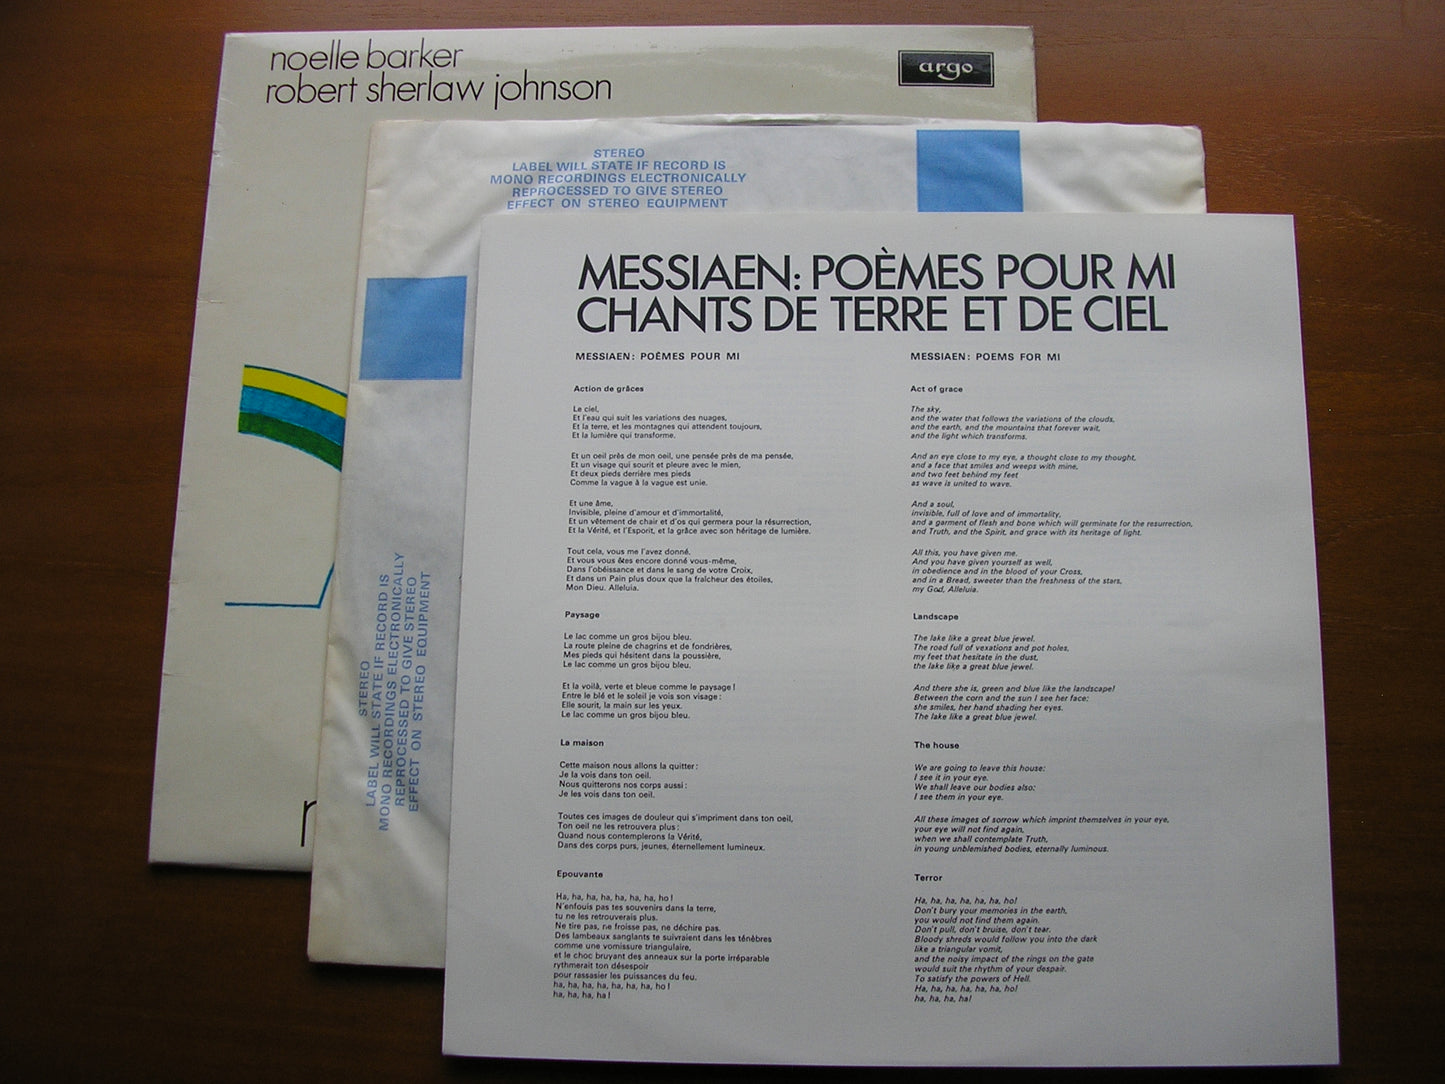 noelle barker
robert sherlaw johnson
argo
STEREO
LABEL WILL STATE IF RECORD IS
MONO RECORDINGS ELECTRONICALLY
REPROCESSED TO GIVE STEREO
EFFECT ON STEREO EQUIPMENT
STEREO
LABEL WILL STATE IF RECORD IS
MONO RECORDINGS ELECTRONICALLY
REPROCESSED TO GIVE STEREO
EFFECT ON STEREO EQUIPMENT
MESSIAEN: POÈMES POUR MI
CHANTS DE TERRE ET DE CIEL
MESSIAEN: POÈMES POUR MI
Action de grâces
Le ciel,
Et l'eau qui suit les variations des nuages,
Et la terre, et les montagnes qui attendent toujours,
Et la lumière qui transforme.
Et un oeil près de mon oeil, une pensée près de ma pensée,
Et un visage qui sourit et pleure avec le mien,
Et deux pieds derrière mes pieds
Comme la vague à la vague est unie.
Et une âme,
Invisible, pleine d'amour et d'immortalité,
Et un vêtement de chair et d'os qui germera pour la résurrection,
Et la Vérité, et l'Esporit, et la grâce avec son héritage de lumière.
Tout cela, vous me l'avez donné.
Et vous vous êtes encore donné vous-même,
Dans l'obéissance et dans le sang de votre Croix,
Et dans un Pain plus doux que la fraîcheur des étoiles,
Mon Dieu. Alleluia.
Paysage
Le lac comme un gros bijou bleu.
La route pleine de chagrins et de fondrières,
Mes pieds qui hésitent dans la poussière,
Le lac comme un gros bijou bleu.
Et la voilà, verte et bleue comme le paysage!
Entre le blé et le soleil je vois son visage:
Elle sourit, la main sur les yeux.
Le lac comme un gros bijou bleu.
La maison
Cette maison nous allons la quitter:
Je la vois dans ton oeil.
Nous quitterons nos corps aussi:
Je les vois dans ton oeil.
Toutes ces images de douleur qui s'impriment dans ton oeil,
Ton oeil ne les retrouvera plus:
Quand nous contemplerons la Vérité,
Dans des corps purs, jeunes, éternellement lumineux.
Epouvante
Ha, ha, ha, ha, ha, ha, ha, ho!
N'enfouis pas tes souvenirs dans la terre,
tu ne les retrouverais plus.
Ne tire pas, ne froisse pas, ne déchire pas.
Des lambeaux sanglants te suivraient dans les ténèbres
comme une vomissure triangulaire,
et le choc bruyant des anneaux sur la porte irréparable
rythmerait ton désespoir
pour rassasier les puissances du feu.
ha, ha, ha, ha, ha, ha, ha, ho!
ha, ha, ha, ha!
MESSIAEN: POEMS FOR MI
Act of grace
The sky,
and the water that follows the variations of the clouds,
and the earth, and the mountains that forever wait,
and the light which transforms.
And an eye close to my eye, a thought close to my thought,
and a face that smiles and weeps with mine,
and two feet behind my feet
as wave is united to wave.
And a soul,
invisible, full of love and of immortality,
and a garment of flesh and bone which will germinate for the resurrection,
and Truth, and the Spirit, and grace with its heritage of light.
All this, you have given me.
And you have given yourself as well,
in obedience and in the blood of your Cross,
and in a Bread, sweeter than the freshness of the stars,
my God, Alleluia.
Landscape
The lake like a great blue jewel.
The road full of vexations and pot holes,
my feet that hesitate in the dust,
the lake like a great blue jewel.
And there she is, green and blue like the landscape!
Between the corn and the sun I see her face:
she smiles, her hand shading her eyes.
The lake like a great blue jewel.
The house
We are going to leave this house:
I see it in your eye.
We shall leave our bodies also:
I see them in your eye.
All these images of sorrow which imprint themselves in your eye,
your eye will not find again,
when we shall contemplate Truth,
in young unblemished bodies, eternally luminous.
Terror
Ha, ha, ha, ha, ha, ha, ho!
Don't bury your memories in the earth,
you would not find them again.
Don't pull, don't bruise, don't tear.
Bloody shreds would follow you into the dark
like a triangular vomit,
and the noisy impact of the rings on the gate
would suit the rhythm of your despair.
To satisfy the powers of Hell.
Ha, ha, ha, ha, ha, ha, ho!
ha, ha, ha, ha!